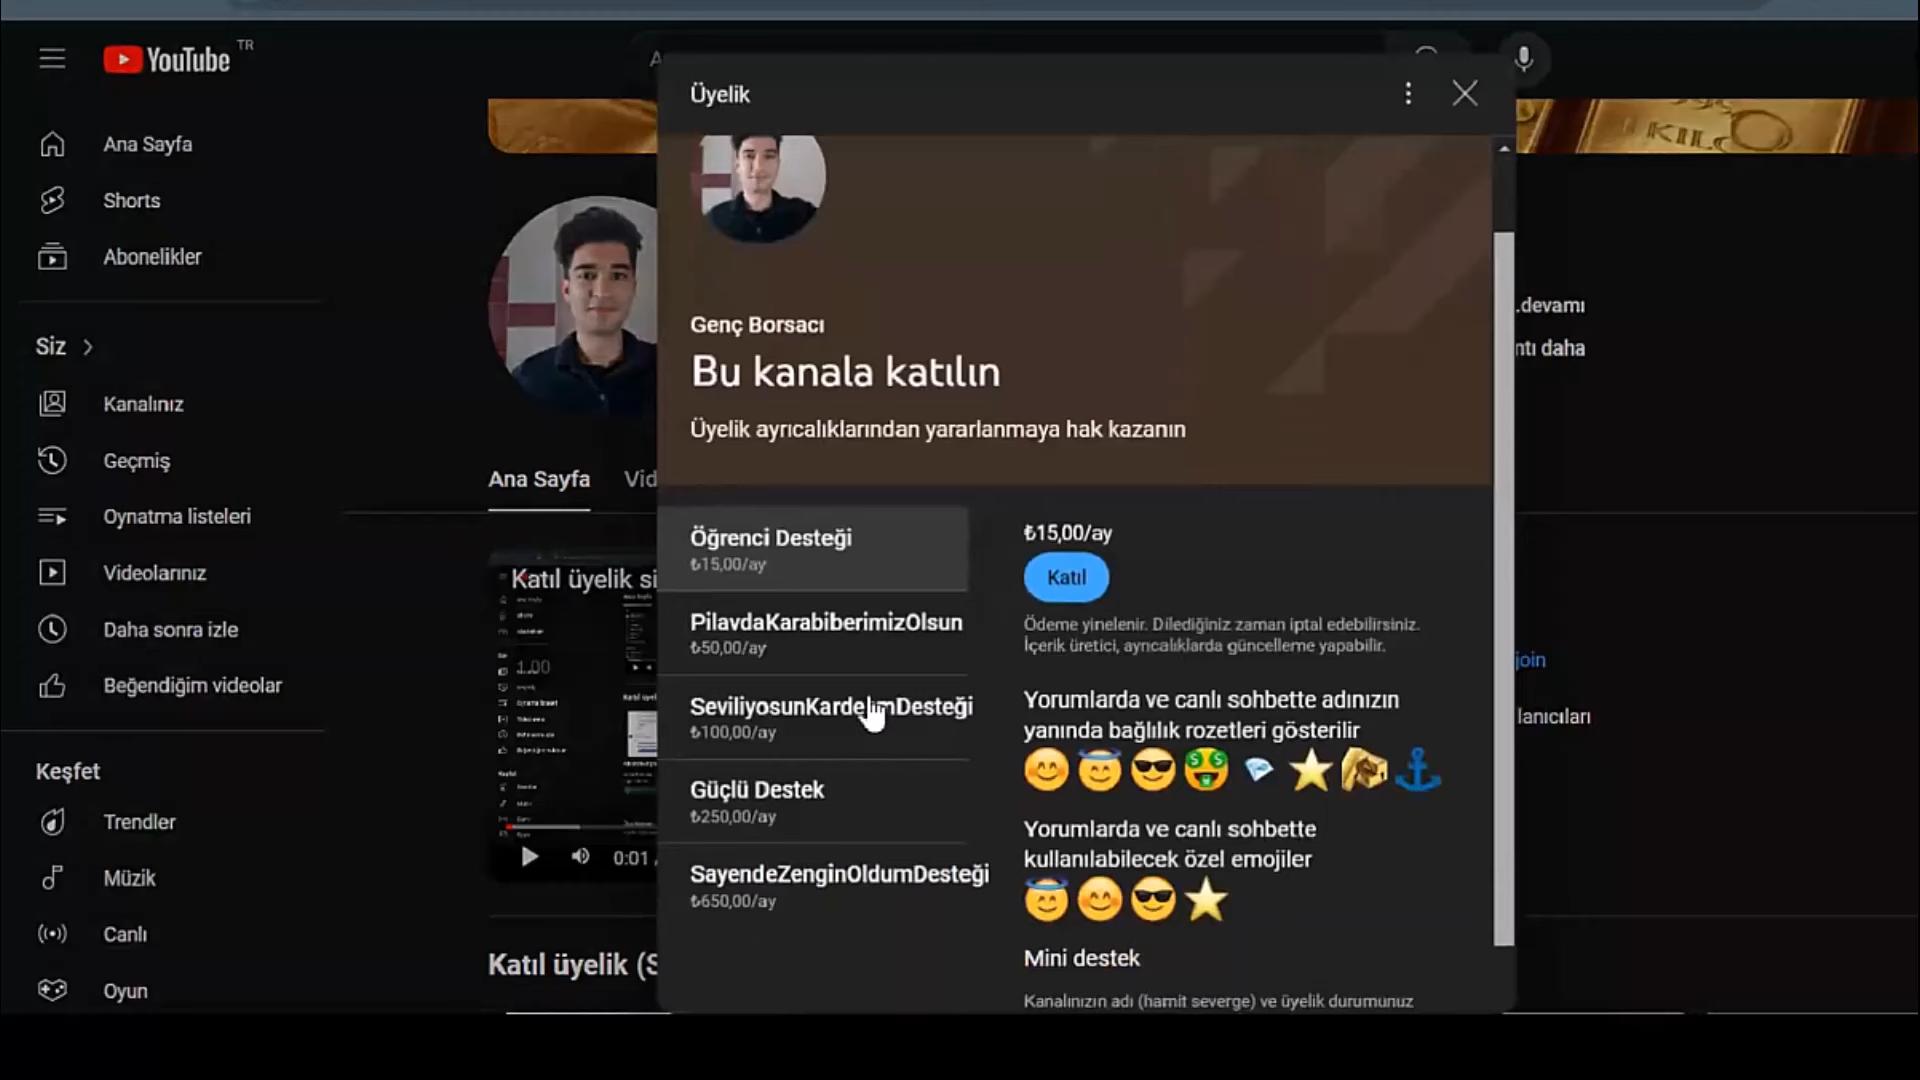 YouTube TR
Ana Sayfa
Shorts
Abonelikler
Siz
Kanalınız
Geçmiş
Oynatma listeleri
Videolarınız
Daha sonra izle
Beğendiğim videolar
Keşfet
Trendler
Müzik
Canlı
Oyun
KILO
.devamı
daha
Ana Sayfa Vid
Katıl üyelik si
1.00
0:01
Katıl üyelik (S
join
lanıcıları
Üyelik
Genç Borsacı
Bu kanala katılın
Üyelik ayrıcalıklarından yararlanmaya hak kazanın
Öğrenci Desteği
₺15,00/ay
PilavdaKarabiberimizOlsun
₺50,00/ay
₺100,00/ay
Güçlü Destek
₺250,00/ay
SayendeZenginOldumDesteği
₺650,00/ay
₺15,00/ay
Katıl
Ödeme yinelenir. Dilediğiniz zaman iptal edebilirsiniz.
İçerik üretici, ayrıcalıklarda güncelleme yapabilir.
Yorumlarda ve canlı sohbette adınızın
yanında bağlılık rozetleri gösterilir
Yorumlarda ve canlı sohbette
kullanılabilecek özel emojiler
Mini destek
Kanalınızın adı (hamit severge) ve üyelik durumunuz